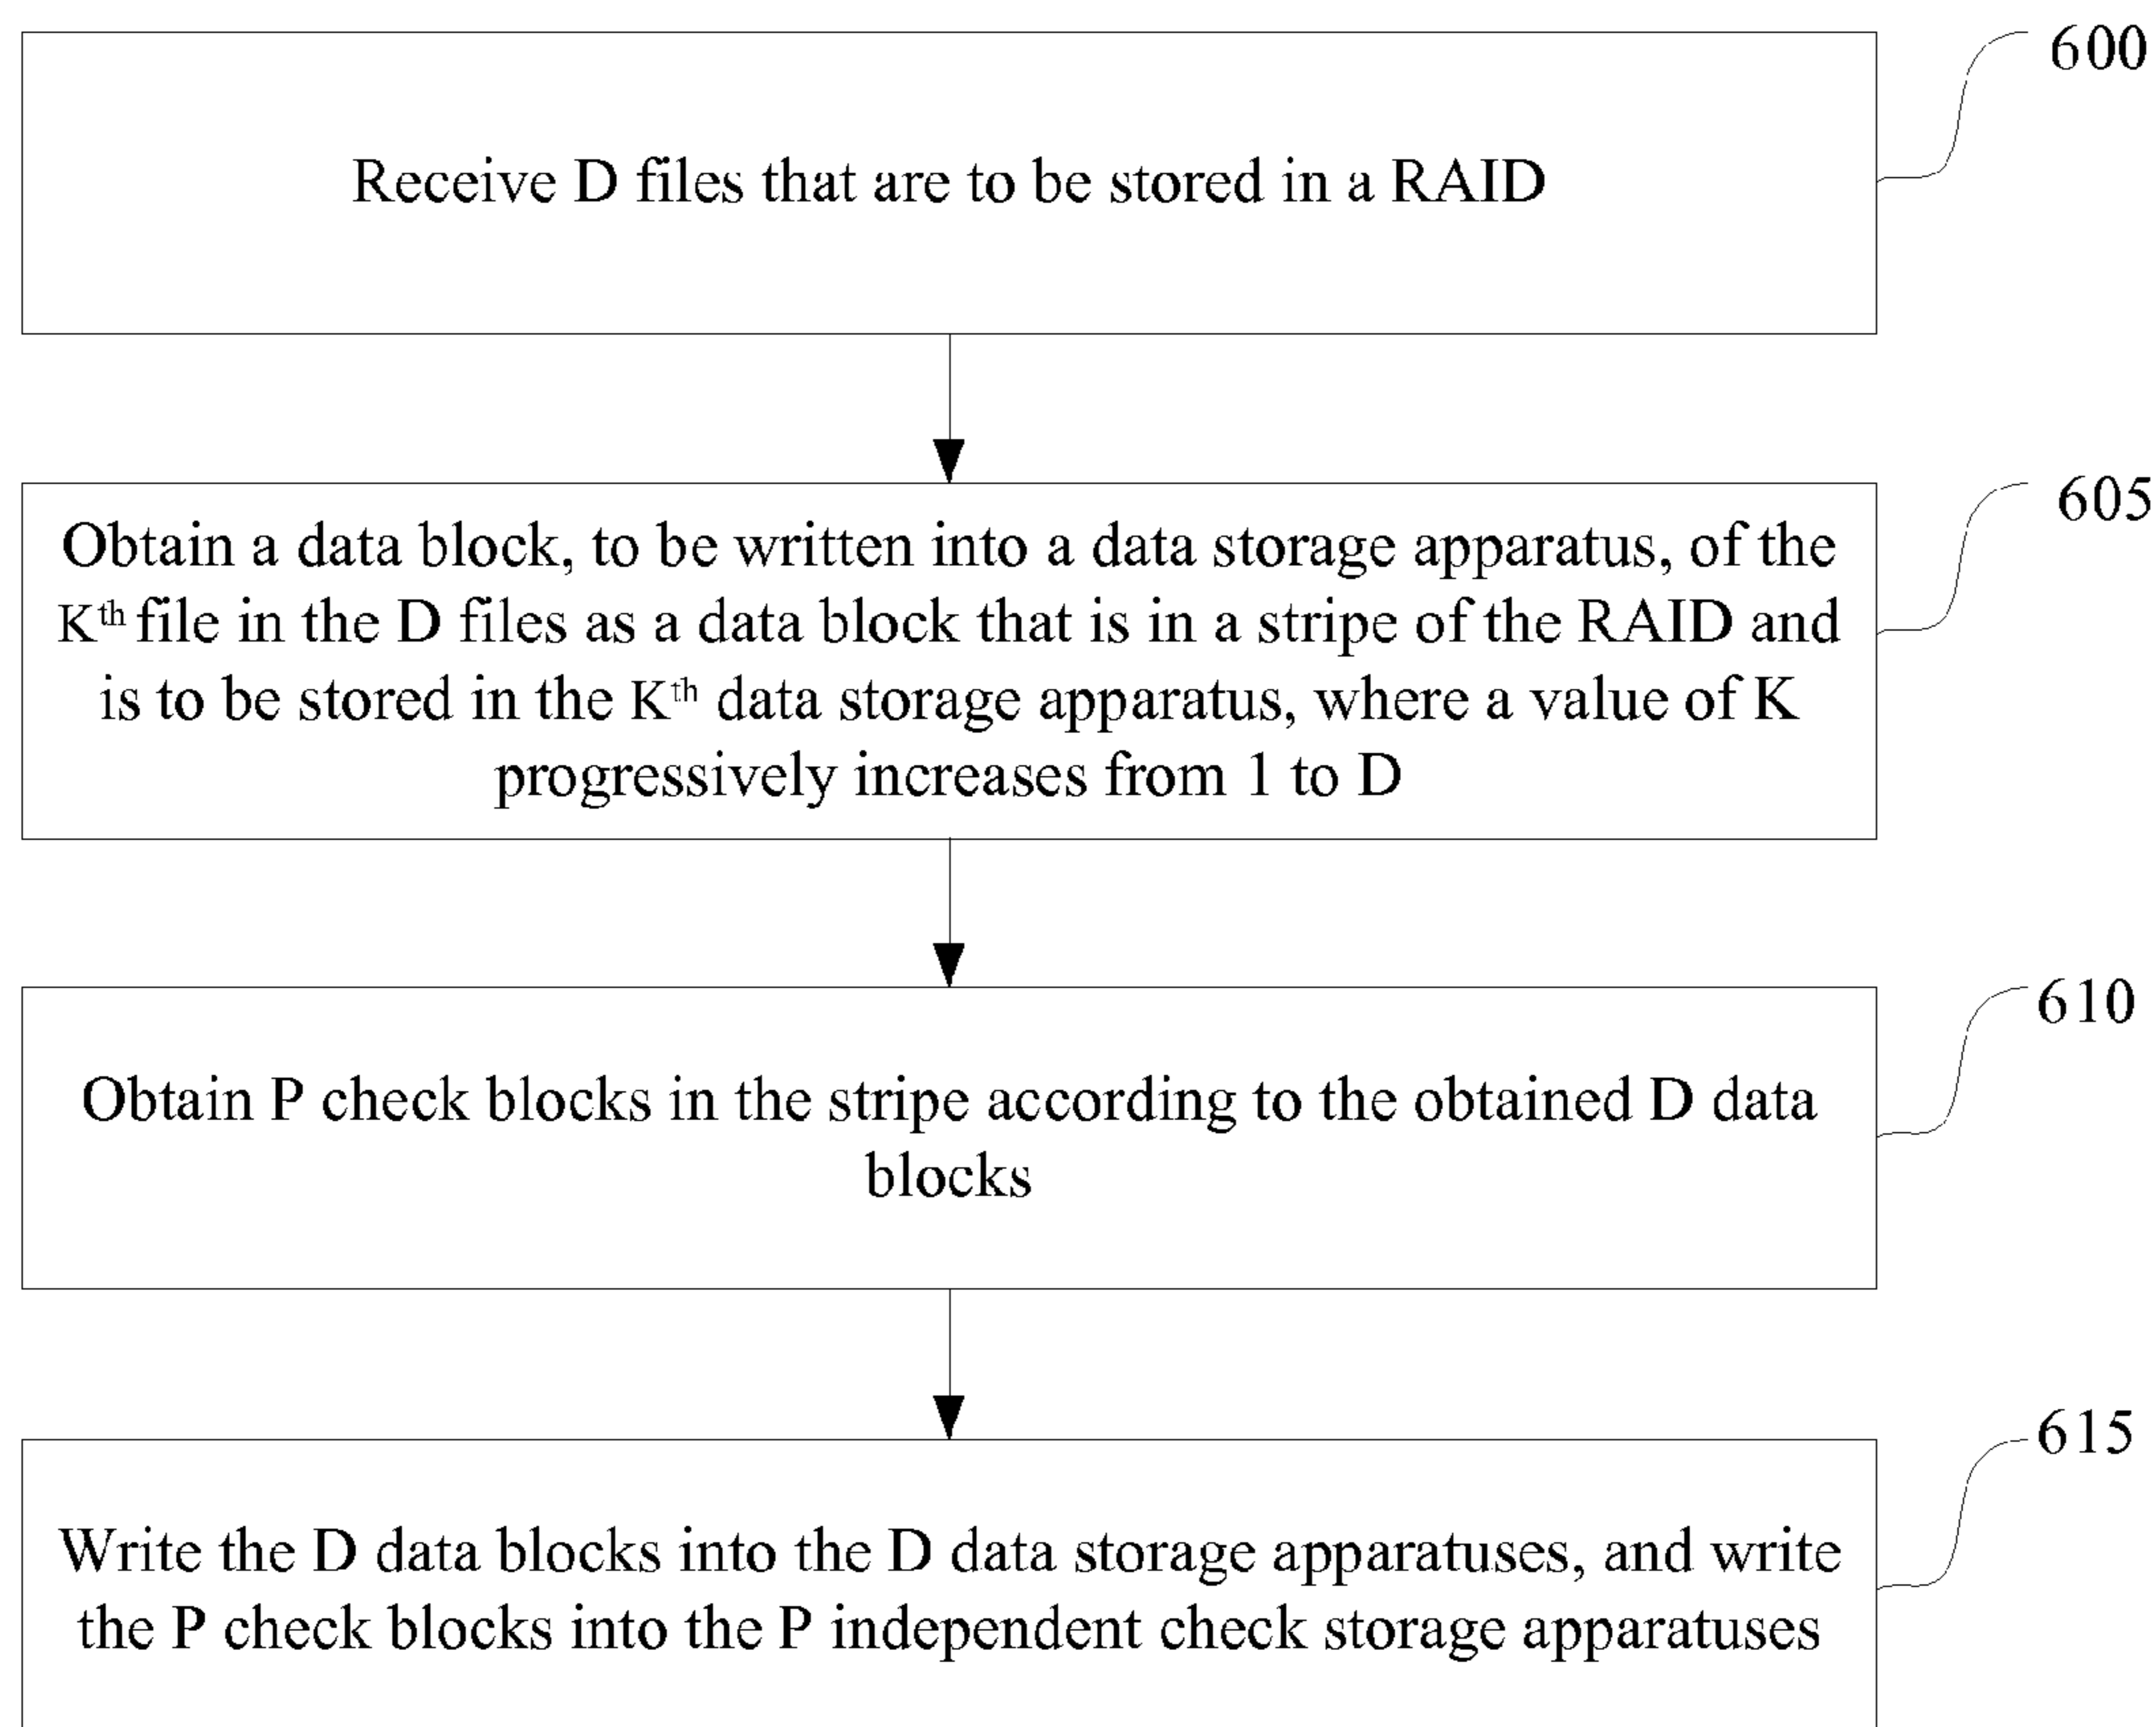 600
Receive D files that are to be stored in a RAID
605
Obtain a data block, to be written into a data storage apparatus, of the
Kth file in the D files as a data block that is in a stripe of the RAID and
is to be stored in the Kth data storage apparatus, where a value of K
progressively increases from 1 to D
610
Obtain P check blocks in the stripe according to the obtained D data
blocks
615
Write the D data blocks into the D data storage apparatuses, and write
the P check blocks into the P independent check storage apparatuses